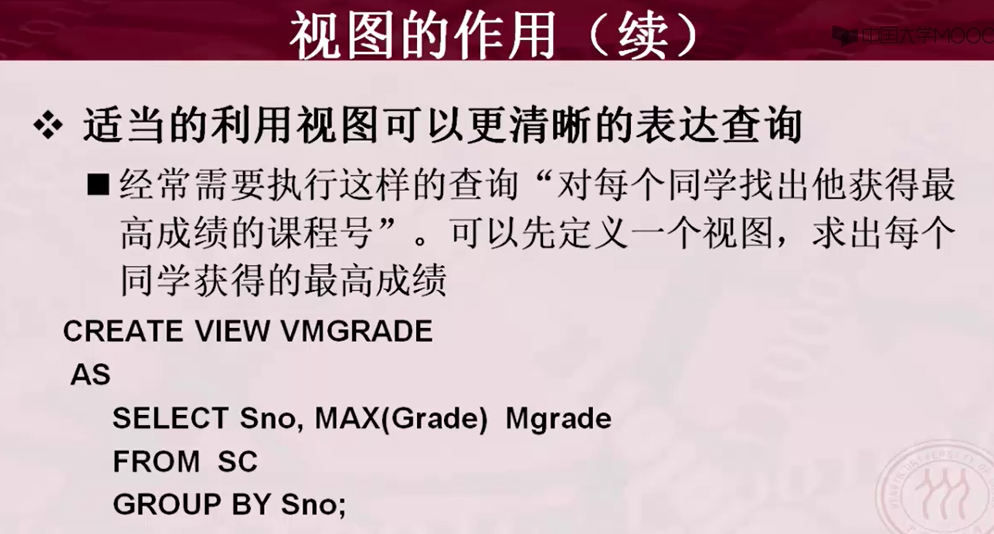 视图的作用（续）
中国大学MOOC
适当的利用视图可以更清晰的表达查询
经常需要执行这样的查询“对每个同学找出他获得最
高成绩的课程号”。可以先定义一个视图，求出每个
同学获得的最高成绩
CREATE VIEW VMGRADE
AS
SELECT Sno, MAX(Grade) Mgrade
FROM SC
GROUP BY Sno;